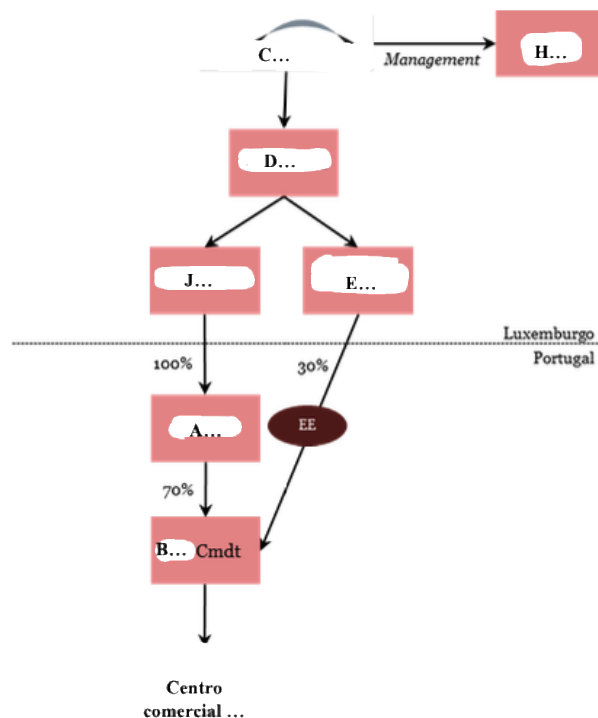 C...
Management
H...
D...
J...
E...
Luxemburgo
Portugal
100%
30%
A...
EE
70%
B... Cmdt
Centro
comercial ...